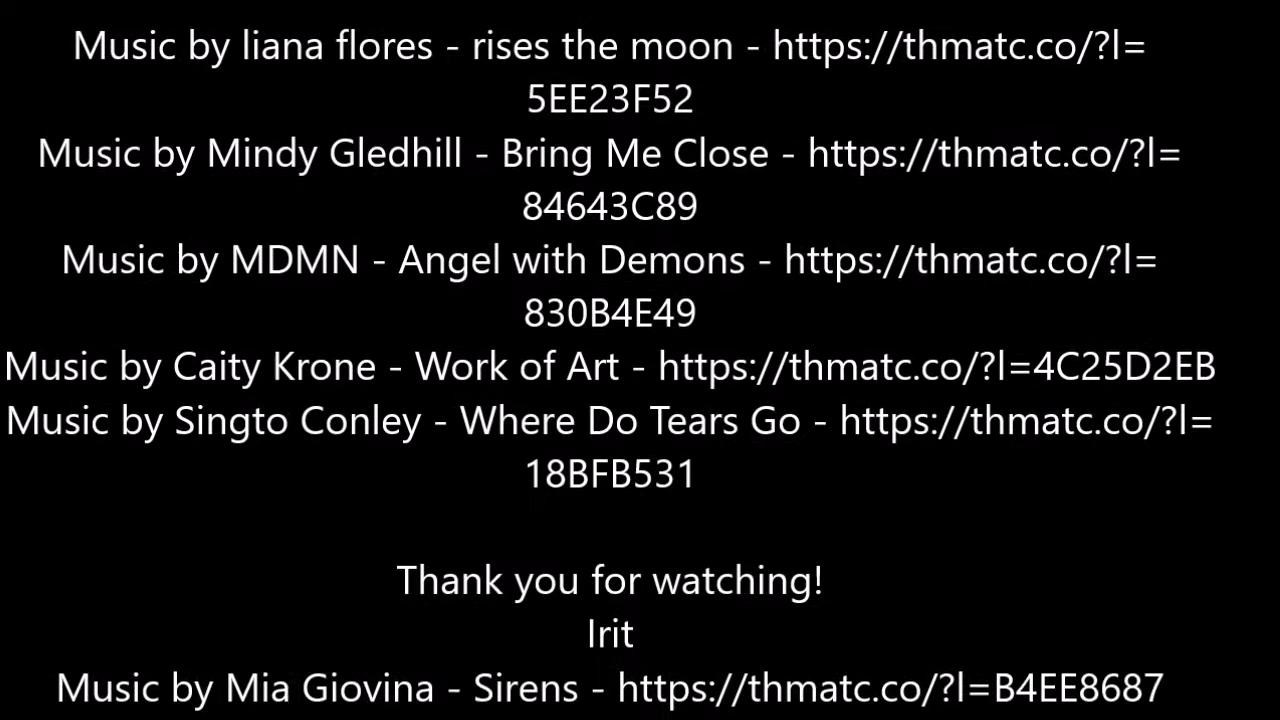 Music by liana flores - rises the moon - https://thmatc.co/?l=
5EE23F52
Music by Mindy Gledhill - Bring Me Close - https://thmatc.co/?l=
84643C89
Music by MDMN - Angel with Demons - https://thmatc.co/?l=
830B4E49
Music by Caity Krone - Work of Art - https://thmatc.co/?l=4C25D2EB
Music by Singto Conley - Where Do Tears Go - https://thmatc.co/?l=
18BFB531
Thank you for watching!
Irit
Music by Mia Giovina - Sirens - https://thmatc.co/?l=B4EE8687